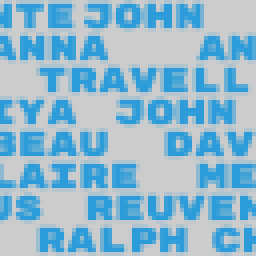 NTE JOHN
ANNA AN
TRAVELL
IYA JOHN
BEAU DAV
LAIRE ME
US REUVEN
RALPH CH